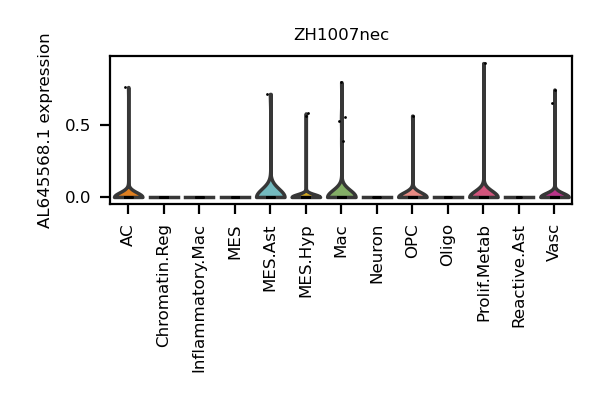 ZH1007nec
AL645568.1 expression
0.5
0.0
AC
Chromatin.Reg
Inflammatory.Mac
MES
MES.Ast
MES.Hyp
Mac
Neuron
OPC
Oligo
Prolif.Metab
Reactive.Ast
Vasc